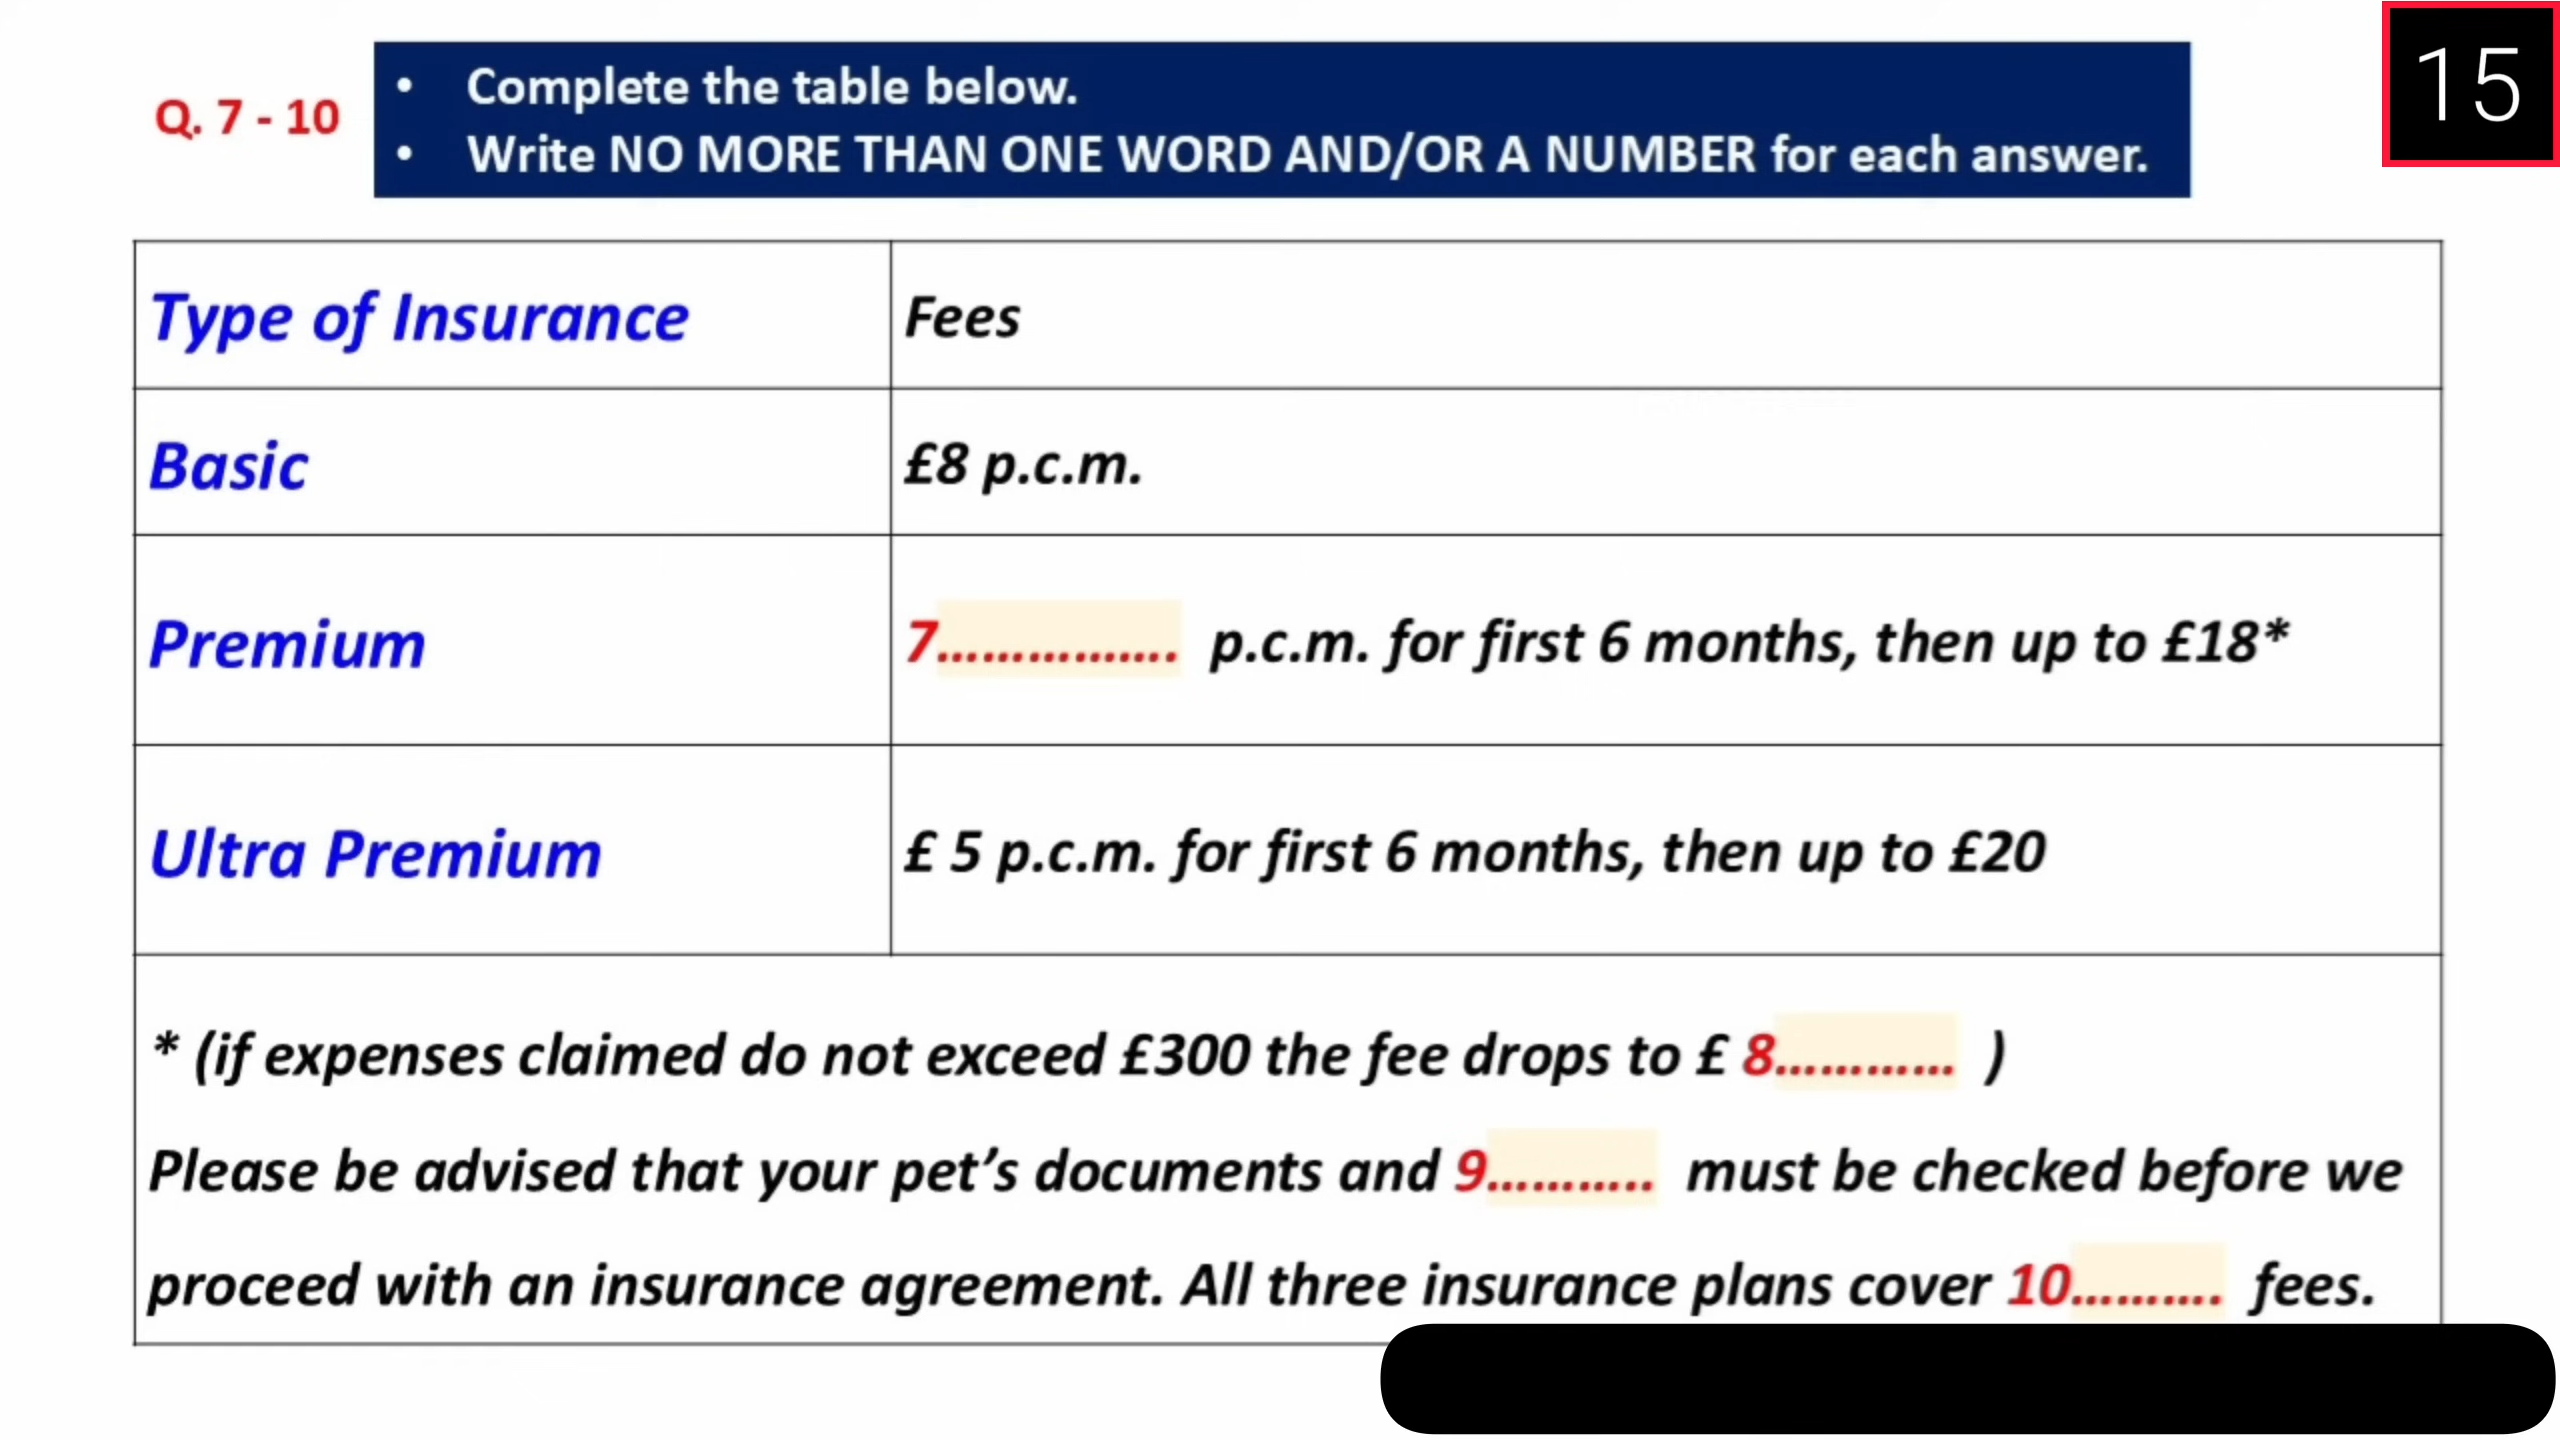 15
Q. 7 - 10
• Complete the table below.
• Write NO MORE THAN ONE WORD AND/OR A NUMBER for each answer.
Type of Insurance Fees
Basic £8 p.c.m.
Premium 7................ p.c.m. for first 6 months, then up to £18*
Ultra Premium £ 5 p.c.m. for first 6 months, then up to £20
* (if expenses claimed do not exceed £300 the fee drops to £ 8............ )
Please be advised that your pet’s documents and 9........... must be checked before we
proceed with an insurance agreement. All three insurance plans cover 10.......... fees.